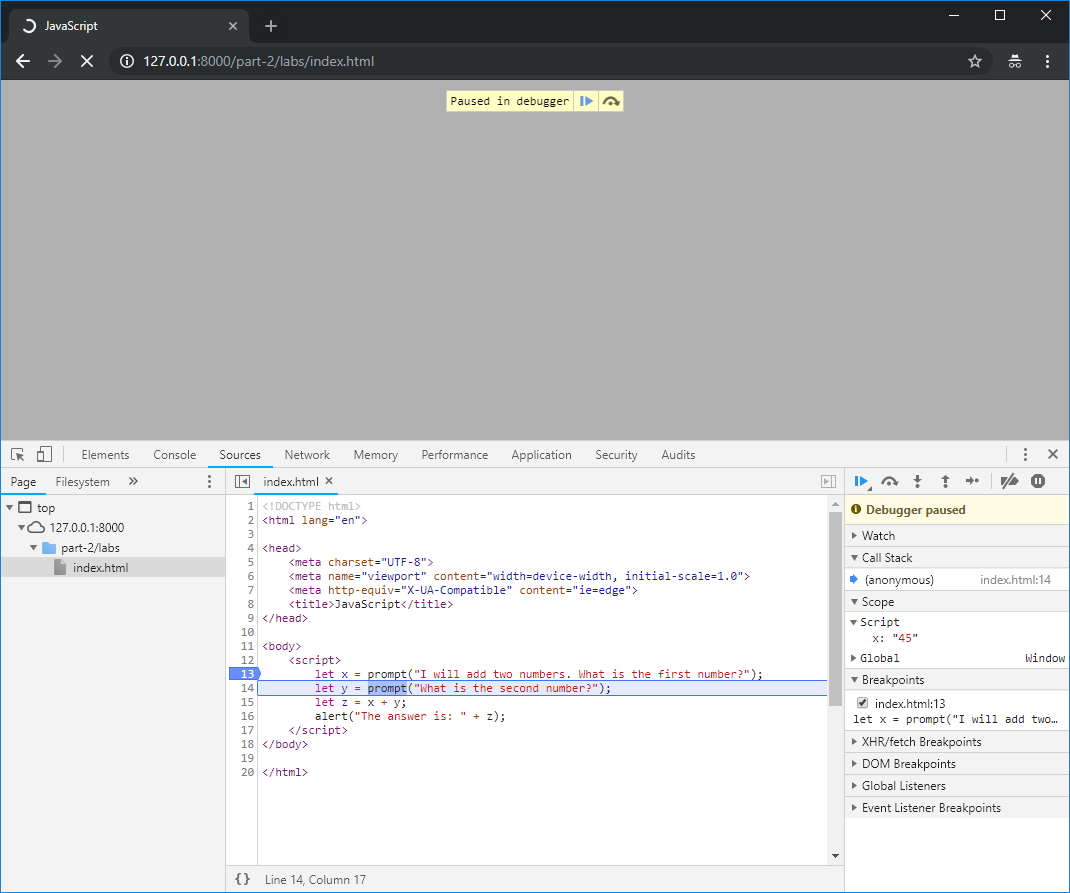 JavaScript
127.0.0.1:8000/part-2/labs/index.html
Paused in debugger
Elements Console Sources Network Memory Performance Application Security Audits
Page Filesystem »
top
127.0.0.1:8000
part-2/labs
index.html
index.html ×
1 <!DOCTYPE html>
2 <html lang="en">
3
4 <head>
5 <meta charset="UTF-8">
6 <meta name="viewport" content="width=device-width, initial-scale=1.0">
7 <meta http-equiv="X-UA-Compatible" content="ie=edge">
8 <title>JavaScript</title>
9 </head>
10
11 <body>
12 <script>
13 let x = prompt("I will add two numbers. What is the first number?");
14 let y = prompt("What is the second number?");
15 let z = x + y;
16 alert("The answer is: " + z);
17 </script>
18 </body>
19
20 </html>
{} Line 14, Column 17
Debugger paused
Watch
Call Stack
(anonymous) index.html:14
Scope
Script
x: "45"
Global Window
Breakpoints
index.html:13
let x = prompt("I will add two…
XHR/fetch Breakpoints
DOM Breakpoints
Global Listeners
Event Listener Breakpoints